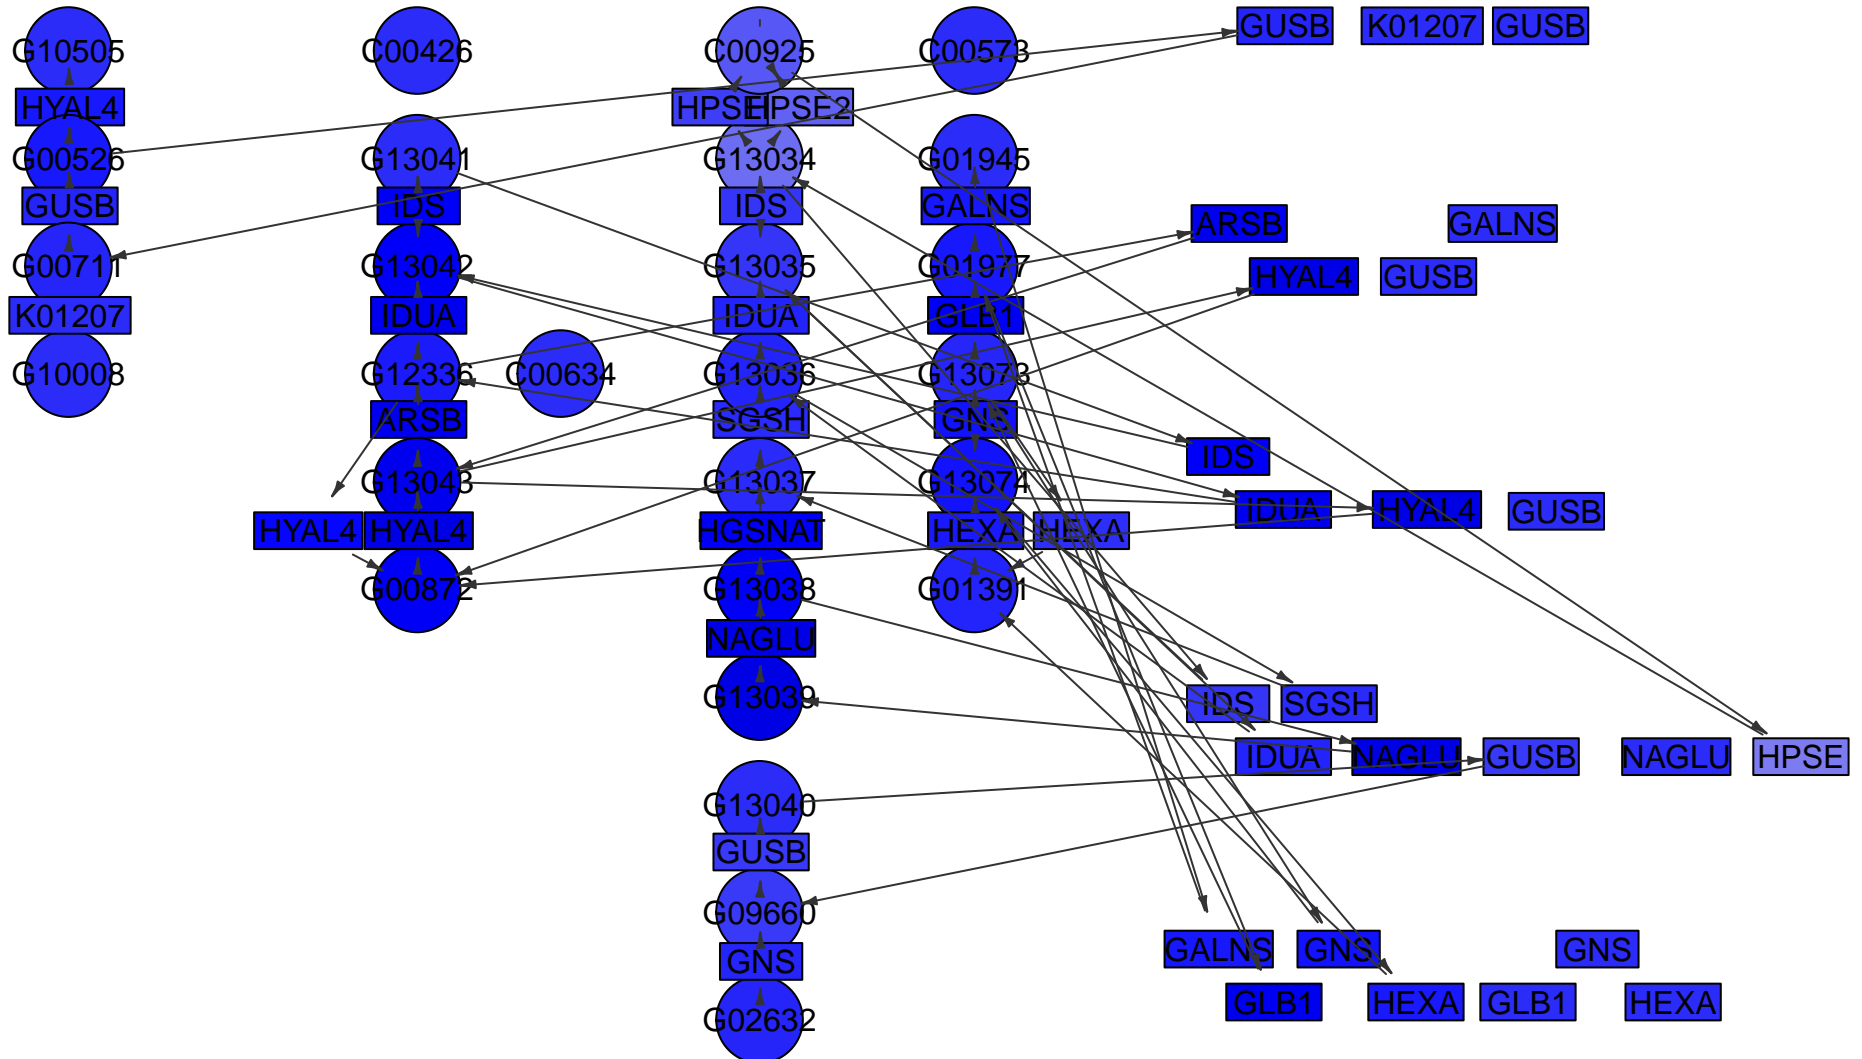 G10505 C00426 C00925 C00573 GUSB K01207 GUSB
HYAL4 HPSE HPSE2
G00526 G13041 G13034 G01945
GUSB IDS IDS GALNS ARSB GALNS
G00711 G13042 G13035 G01977 HYAL4 GUSB
K01207 IDUA IDUA GLB1
G10008 G12336 C00634 G13036 G13073
ARSB SGSH GNS
IDS
G13043 G13037 G13074
IDUA HYAL4 GUSB
HYAL4 HYAL4 HGSNAT HEXA HEXA
G00872 G13038 G01391
NAGLU
G13039 IDS SGSH
IDUA NAGLU GUSB NAGLU HPSE
G13040
GUSB
G09660
GNS GALNS GNS GNS
G02632 GLB1 HEXA GLB1 HEXA